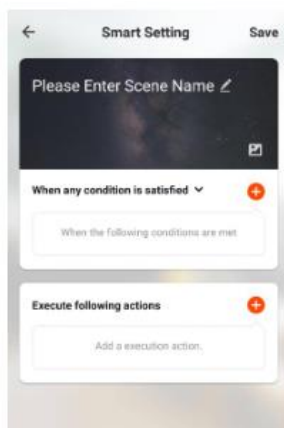 Smart Setting Save
Please Enter Scene Name
When any condition is satisfied
When the following conditions are met
Execute following actions
Add a execution action.